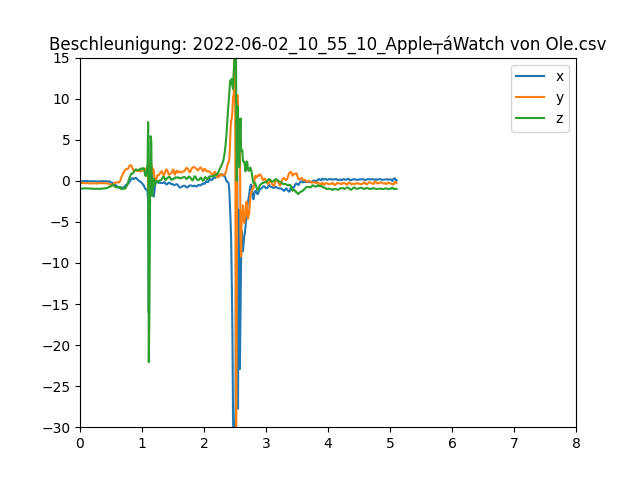 Beschleunigung: 2022-06-02_10_55_10_Apple┬áWatch von Ole.csv
15
10
5
0
−5
−10
−15
−20
−25
−30
0 1 2 3 4 5 6 7 8
x
y
z